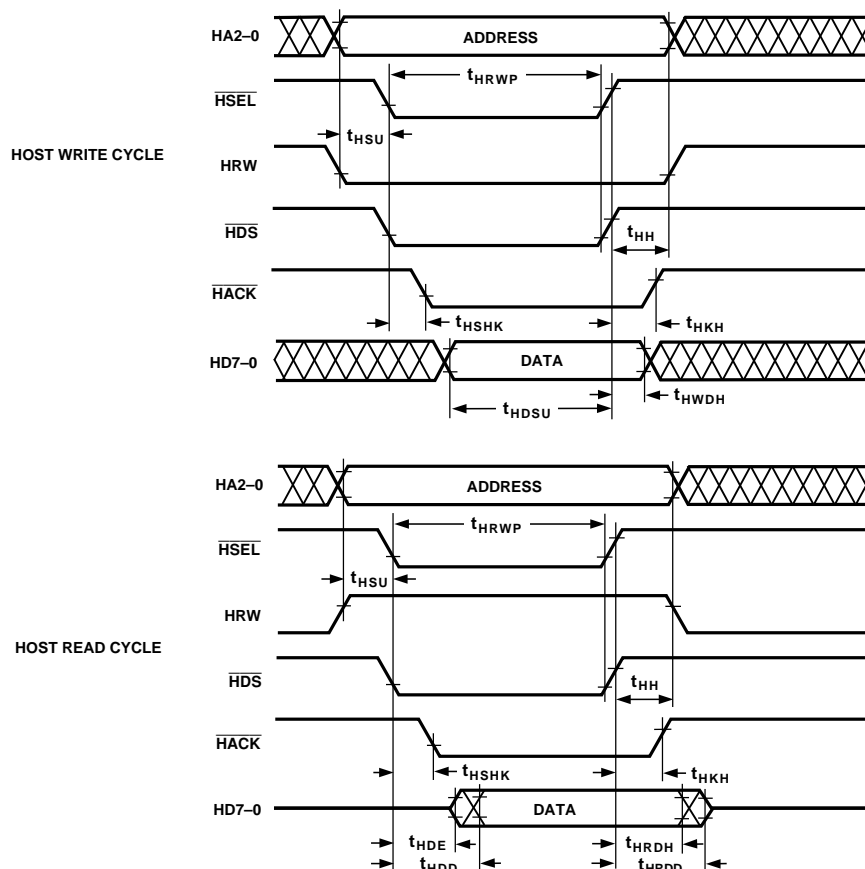 HA2–0
ADDRESS
tHRWP
HSEL
tHSU
HOST WRITE CYCLE
HRW
HDS
tHH
HACK
tHSHK
tHKH
HD7–0
DATA
tHDSU
tHWDH
HA2–0
ADDRESS
tHRWP
HSEL
tHSU
HRW
HOST READ CYCLE
HDS
tHH
HACK
tHSHK
tHKH
HD7–0
DATA
tHDE
tHRDH
tHDD
tHRDD